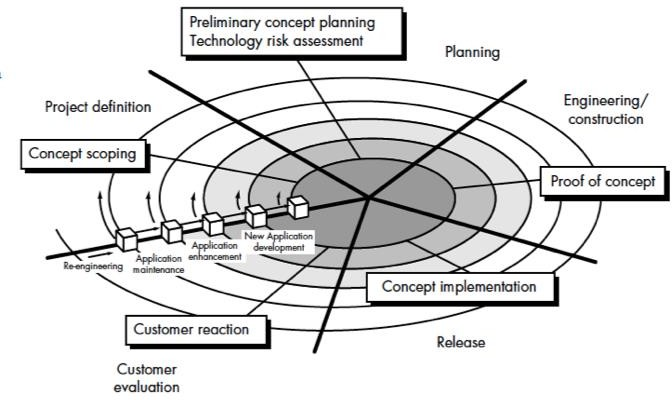 Preliminary concept planning
Technology risk assessment
Planning
Project definition
Engineering/
construction
Concept scoping
Proof of concept
New Application
development
Application
enhancement
Application
maintenance
Re-engineering
Concept implementation
Customer reaction
Release
Customer
evaluation